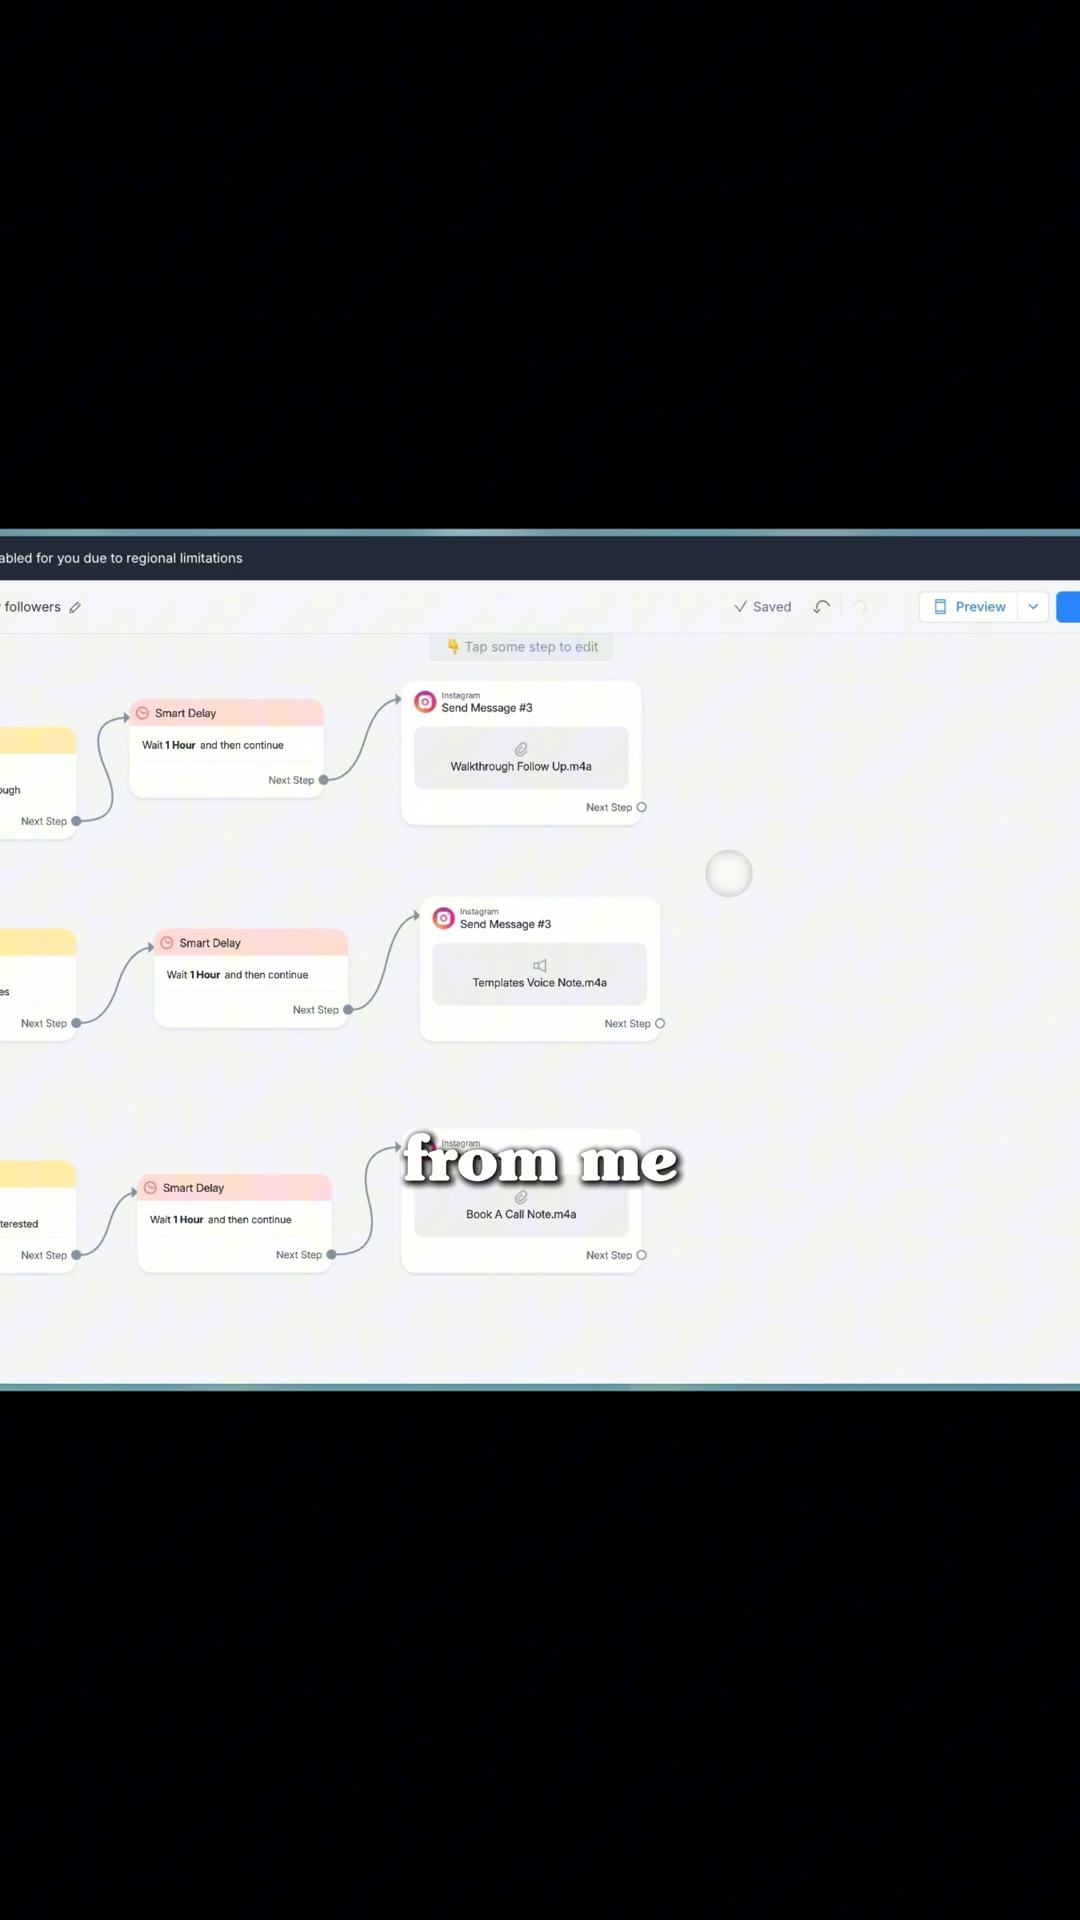 abled for you due to regional limitations
followers
Saved
Preview
👇 Tap some step to edit
Instagram
Send Message #3
Smart Delay
Wait 1 Hour and then continue
Walkthrough Follow Up.m4a
Next Step
ough
Next Step
Next Step
Instagram
Send Message #3
Smart Delay
Wait 1 Hour and then continue
Templates Voice Note.m4a
es
Next Step
Next Step
Next Step
Instagram
from me
Smart Delay
Wait 1 Hour and then continue
Book A Call Note.m4a
terested
Next Step
Next Step
Next Step